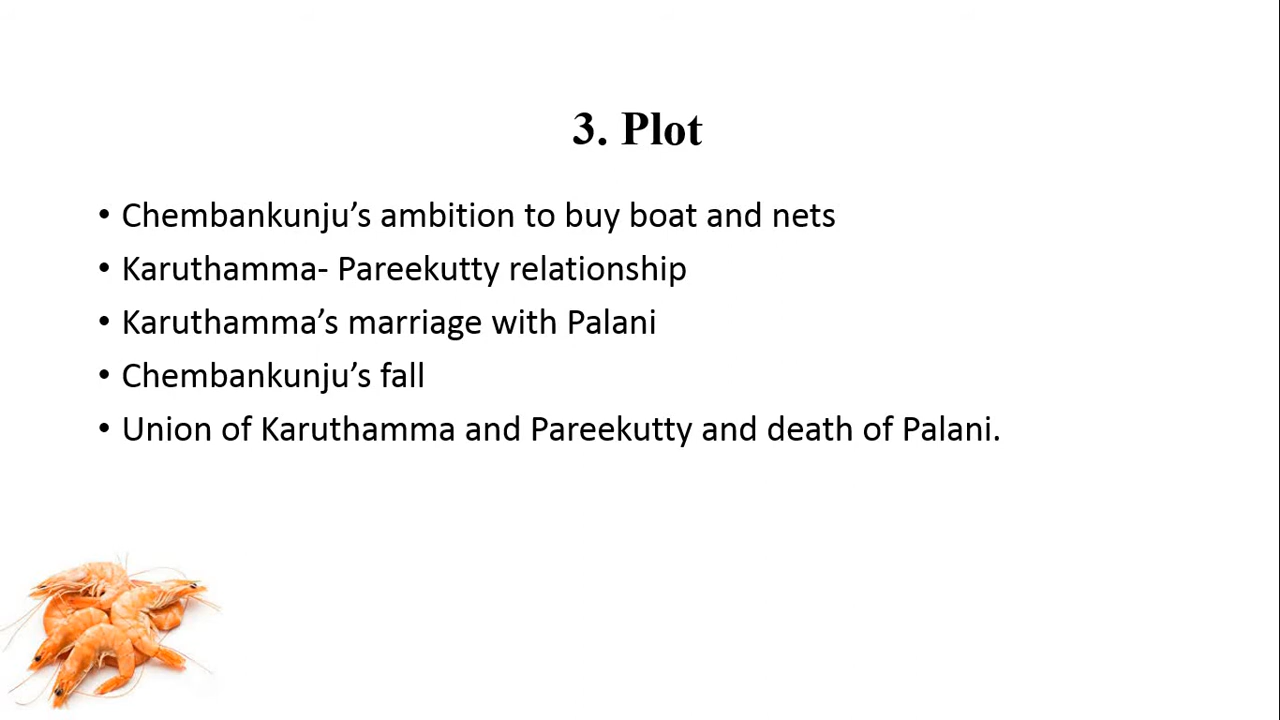 3. Plot
• Chembankunju’s ambition to buy boat and nets
• Karuthamma- Pareekutty relationship
• Karuthamma’s marriage with Palani
• Chembankunju’s fall
• Union of Karuthamma and Pareekutty and death of Palani.